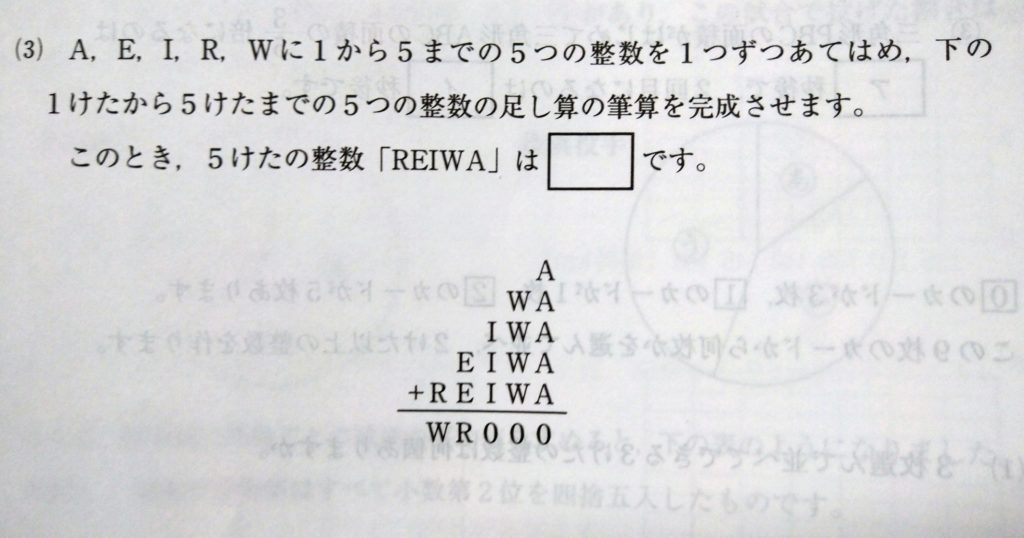 (3) A, E, I, R, Wに1から5までの5つの整数を1つずつあてはめ，下の
1けたから5けたまでの5つの整数の足し算の筆算を完成させます。
このとき，5けたの整数「REIWA」は です。
A
WA
IWA
EIWA
+REIWA
WR000